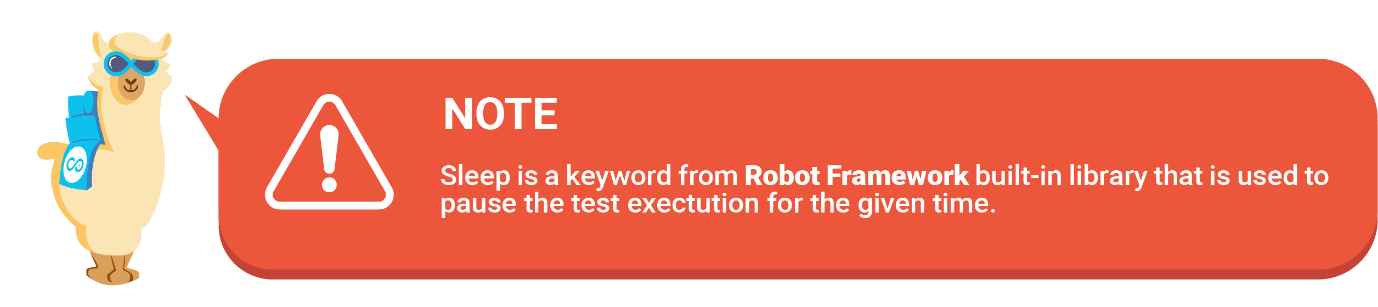 NOTE
Sleep is a keyword from Robot Framework built-in library that is used to
pause the test exectution for the given time.